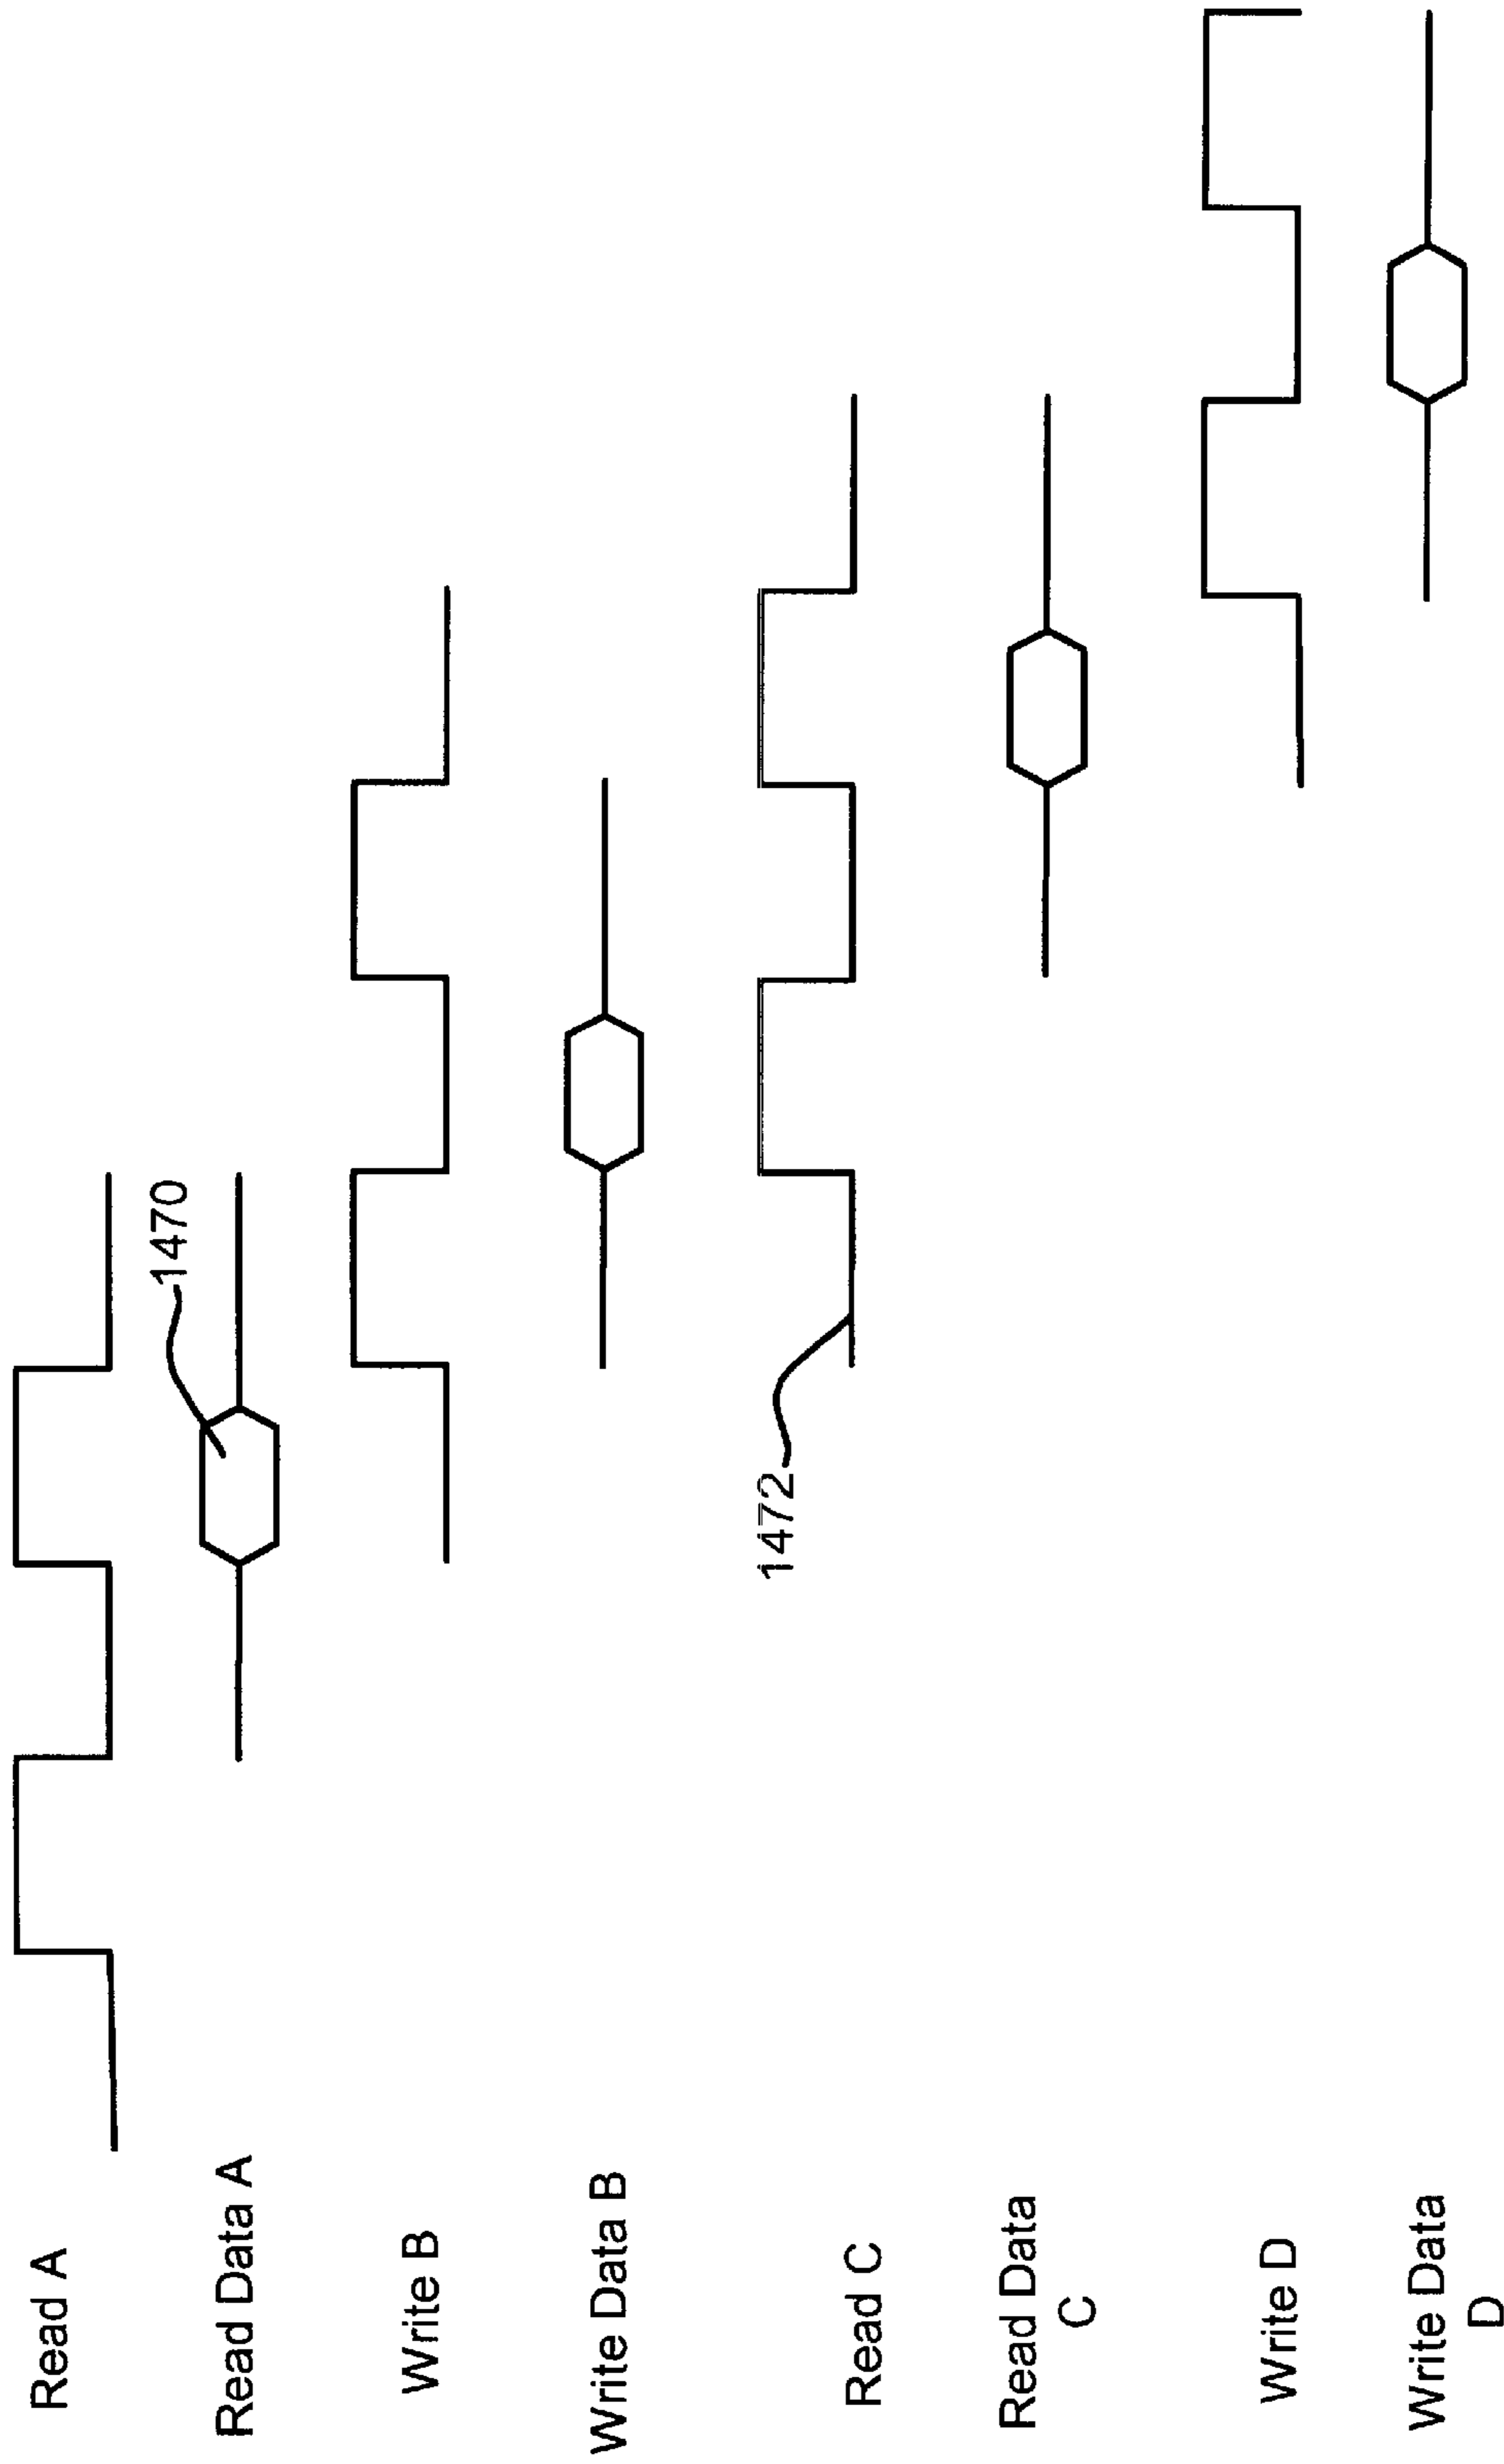 Read A
1470
Read Data A
Write B
Write Data B
1472
Read C
Read Data
C
Write D
Write Data
D